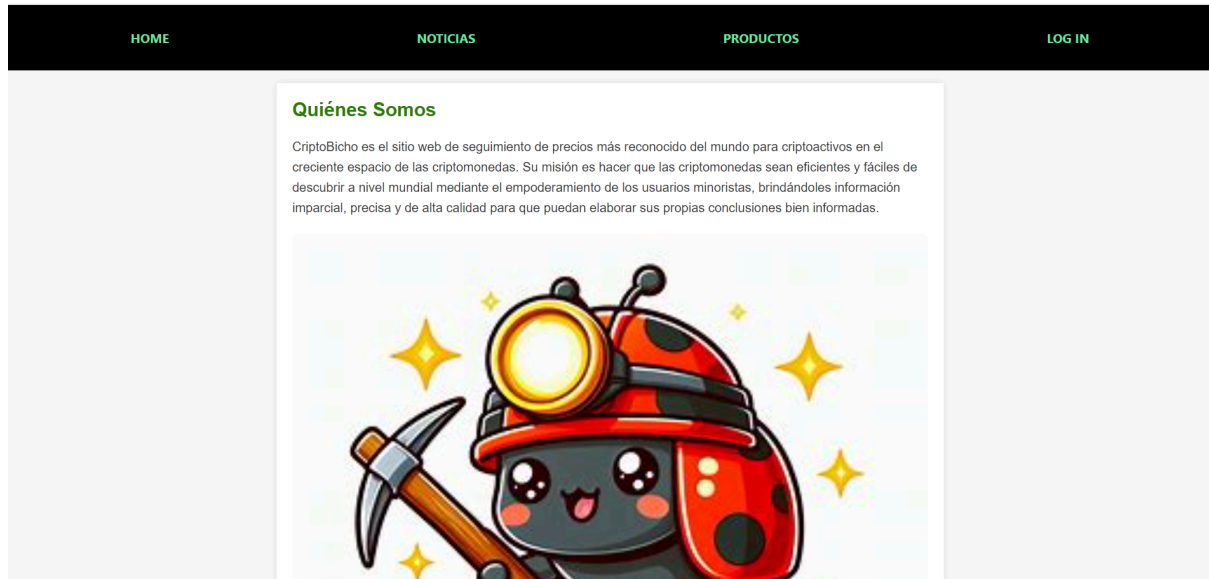 HOME NOTICIAS PRODUCTOS LOG IN
Quiénes Somos
CriptoBicho es el sitio web de seguimiento de precios más reconocido del mundo para criptoactivos en el
creciente espacio de las criptomonedas. Su misión es hacer que las criptomonedas sean eficientes y fáciles de
descubrir a nivel mundial mediante el empoderamiento de los usuarios minoristas, brindándoles información
imparcial, precisa y de alta calidad para que puedan elaborar sus propias conclusiones bien informadas.